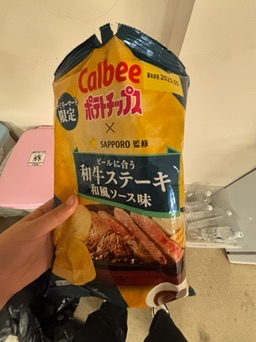 Calbee
ポテトチップス
限定
×
SAPPORO 監修
ビールに合う
和牛ステーキ
和風ソース味